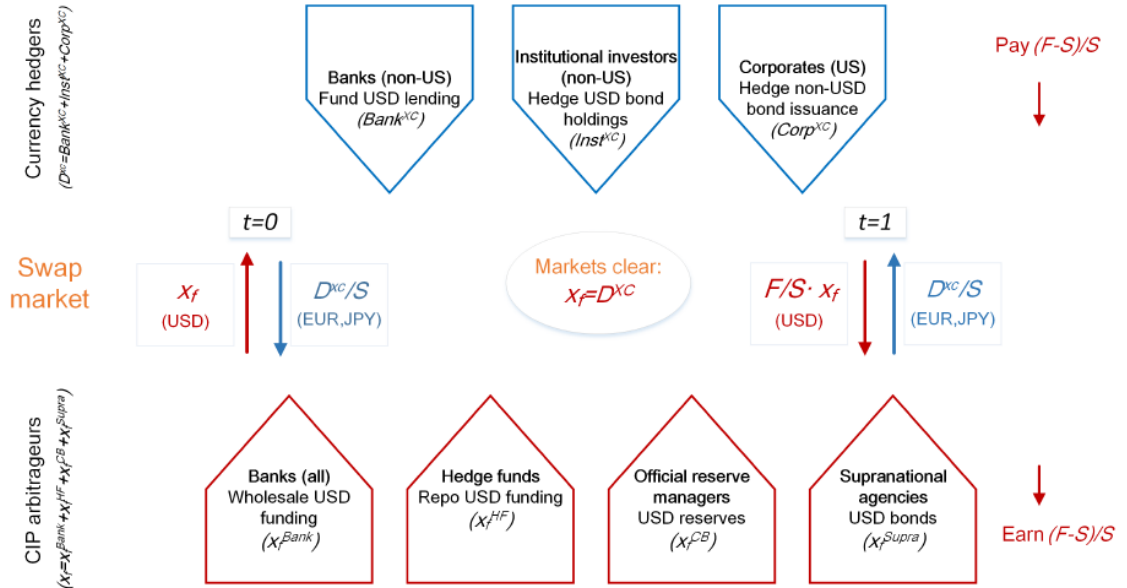 Currency hedgers
(D^XC=Bank^XC+Inst^XC+Corp^XC)
Banks (non-US)
Fund USD lending
(Bank^XC)
Institutional investors
(non-US)
Hedge USD bond
holdings
(Inst^XC)
Corporates (US)
Hedge non-USD
bond issuance
(Corp^XC)
Pay (F-S)/S
Swap
market
t=0
x_f
(USD)
D^XC/S
(EUR,JPY)
Markets clear:
x_f=D^XC
t=1
F/S· x_f
(USD)
D^XC/S
(EUR,JPY)
CIP arbitrageurs
(x_f=x_f^Bank+x_f^HF+x_f^CB+x_f^Supra)
Banks (all)
Wholesale USD
funding
(x_f^Bank)
Hedge funds
Repo USD funding
(x_f^HF)
Official reserve
managers
USD reserves
(x_f^CB)
Supranational
agencies
USD bonds
(x_f^Supra)
Earn (F-S)/S